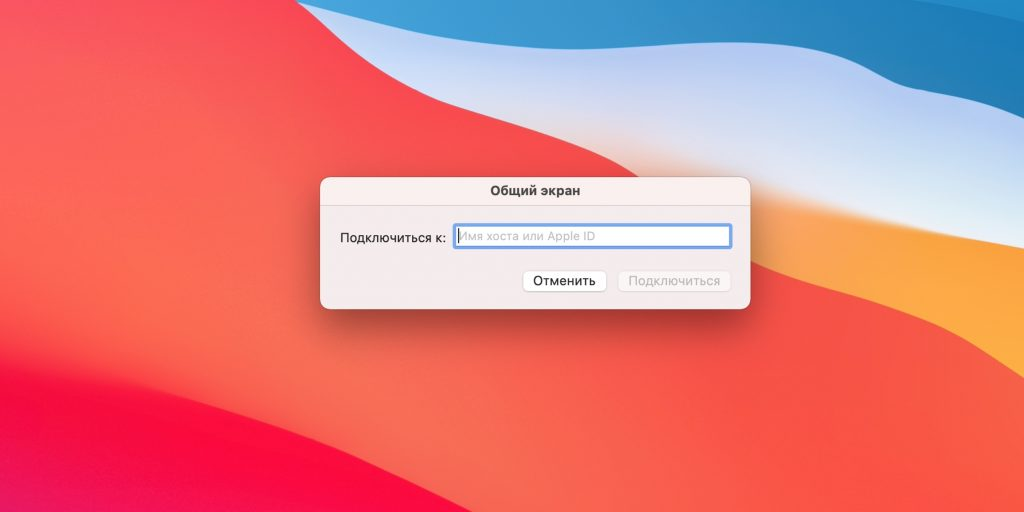 Общий экран
Подключиться к: Имя хоста или Apple ID
Отменить Подключиться